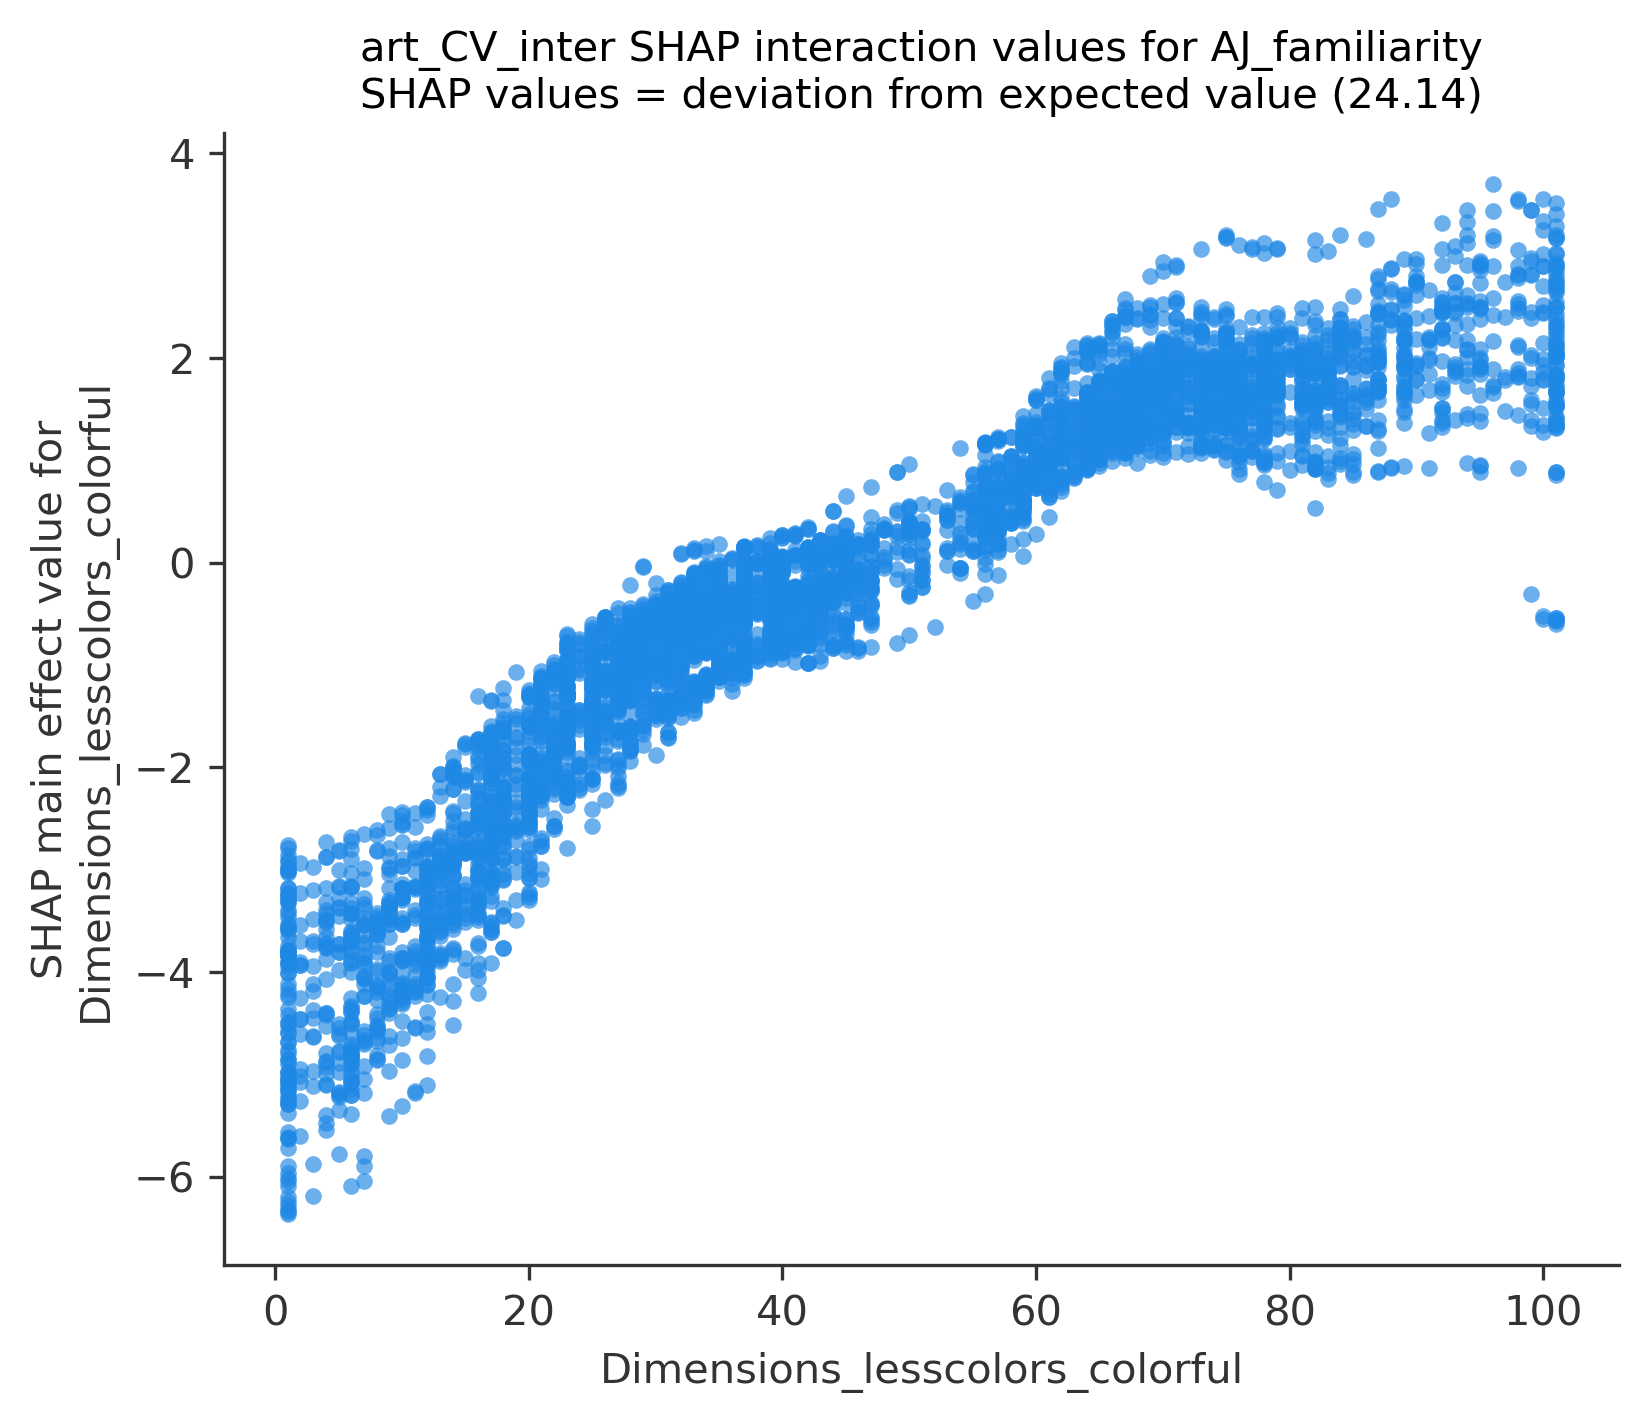 art_CV_inter SHAP interaction values for AJ_familiarity
SHAP values = deviation from expected value (24.14)
SHAP main effect value for
Dimensions_lesscolors_colorful
4
2
0
−2
−4
−6
0 20 40 60 80 100
Dimensions_lesscolors_colorful